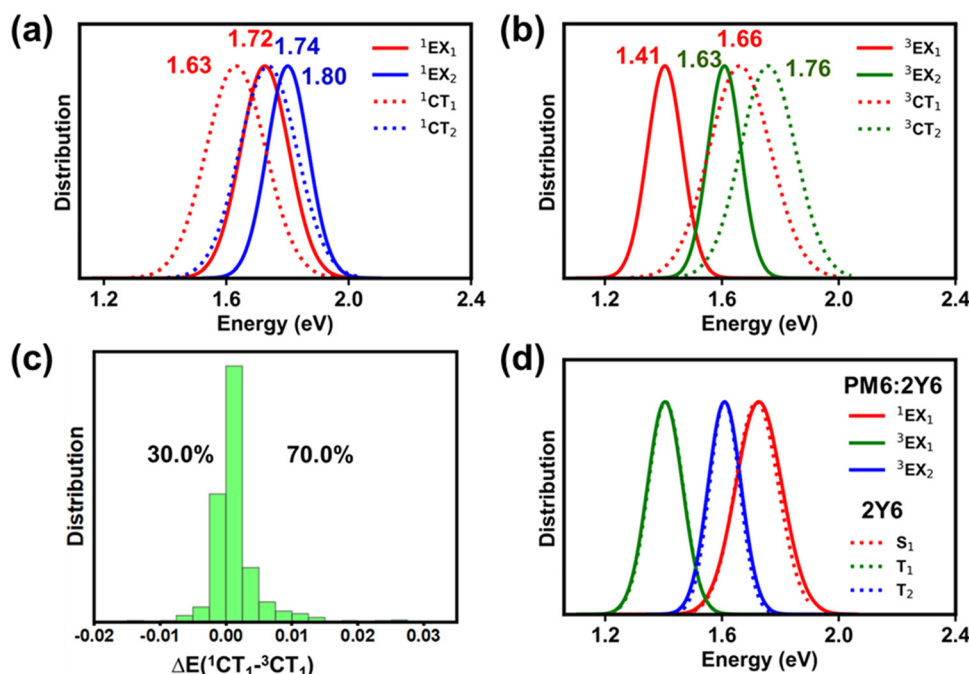 (a)
1.72
1.74
1.63
1.80
¹EX₁
¹EX₂
¹CT₁
¹CT₂
Distribution
1.2
1.6
2.0
2.4
Energy (eV)
(b)
1.66
1.41
1.63
1.76
³EX₁
³EX₂
³CT₁
³CT₂
Distribution
1.2
1.6
2.0
2.4
Energy (eV)
(c)
30.0%
70.0%
Distribution
-0.02
0.00
0.01
0.03
ΔE(¹CT₁-³CT₁)
(d)
PM6:2Y6
¹EX₁
³EX₁
³EX₂
2Y6
S₁
T₁
T₂
Distribution
1.2
1.6
2.0
2.4
Energy (eV)